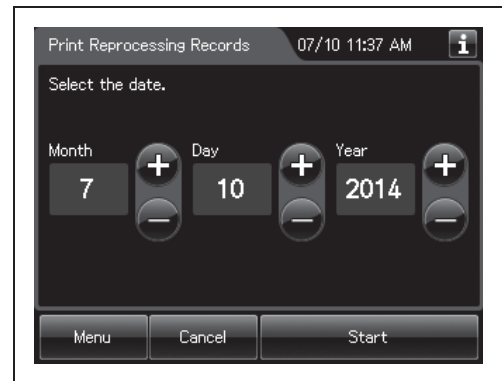 Print Reprocessing Records 07/10 11:37 AM i
Select the date.
Month Day Year
7 + 10 + 2014 +
− − −
Menu Cancel Start